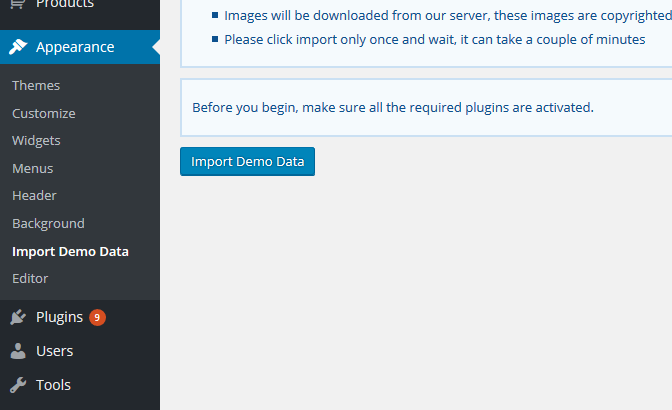 Products
Appearance
Themes
Customize
Widgets
Menus
Header
Background
Import Demo Data
Editor
Plugins 9
Users
Tools
Images will be downloaded from our server, these images are copyrighted
Please click import only once and wait, it can take a couple of minutes
Before you begin, make sure all the required plugins are activated.
Import Demo Data